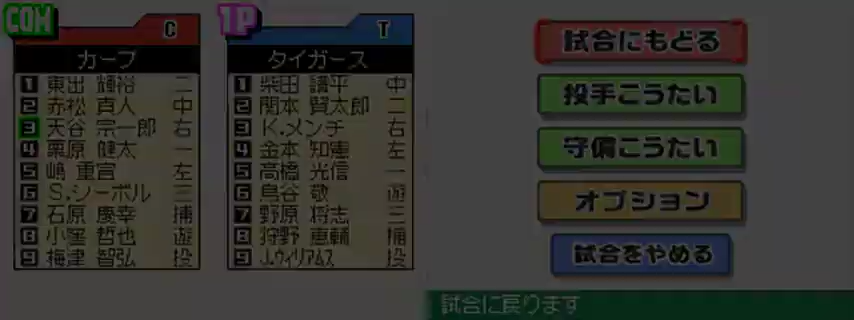 COM C
カープ
1 東出 輝裕 二
2 赤松 真人 中
3 天谷 宗一郎 右
4 栗原 健太 一
5 嶋 重宣 左
6 S.シーボル 三
7 石原 慶幸 捕
8 小窪 哲也 遊
9 梅津 智弘 投
1P T
タイガース
1 柴田 講平 中
2 関本 賢太郎 二
3 K.メンチ 右
4 金本 知憲 左
5 高橋 光信 一
6 鳥谷 敬 遊
7 野原 将志 三
8 狩野 恵輔 捕
9 J.ウィリアムス 投
試合にもどる
投手こうたい
守備こうたい
オプション
試合をやめる
試合に戻ります